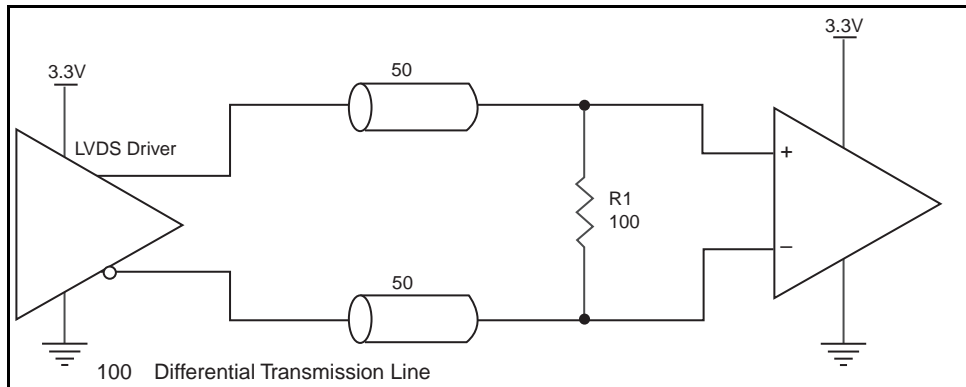 3.3V
3.3V
50
LVDS Driver
+
R1
100
–
50
100 Differential Transmission Line